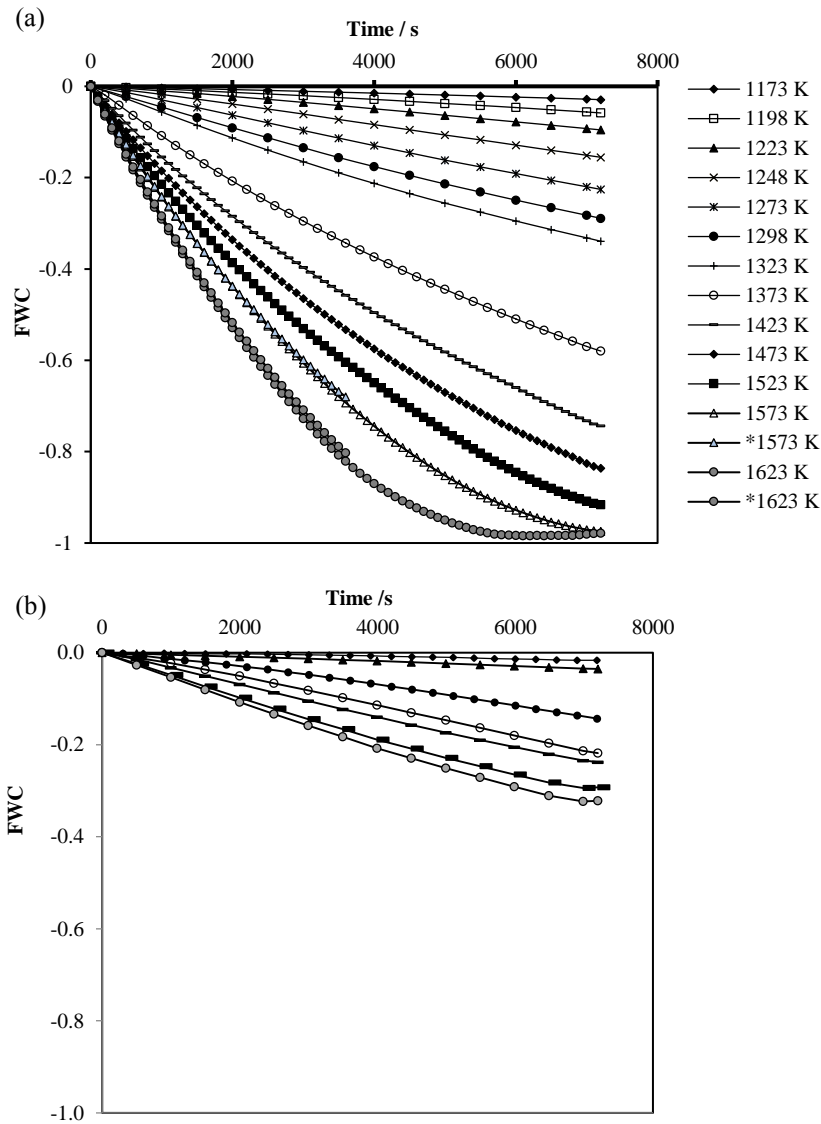 (a)
Time / s
0 2000 4000 6000 8000
0
-0.2
-0.4
-0.6
-0.8
-1
FWC
1173 K
1198 K
1223 K
1248 K
1273 K
1298 K
1323 K
1373 K
1423 K
1473 K
1523 K
1573 K
*1573 K
1623 K
*1623 K
(b)
Time /s
0 2000 4000 6000 8000
0.0
-0.2
-0.4
-0.6
-0.8
-1.0
FWC